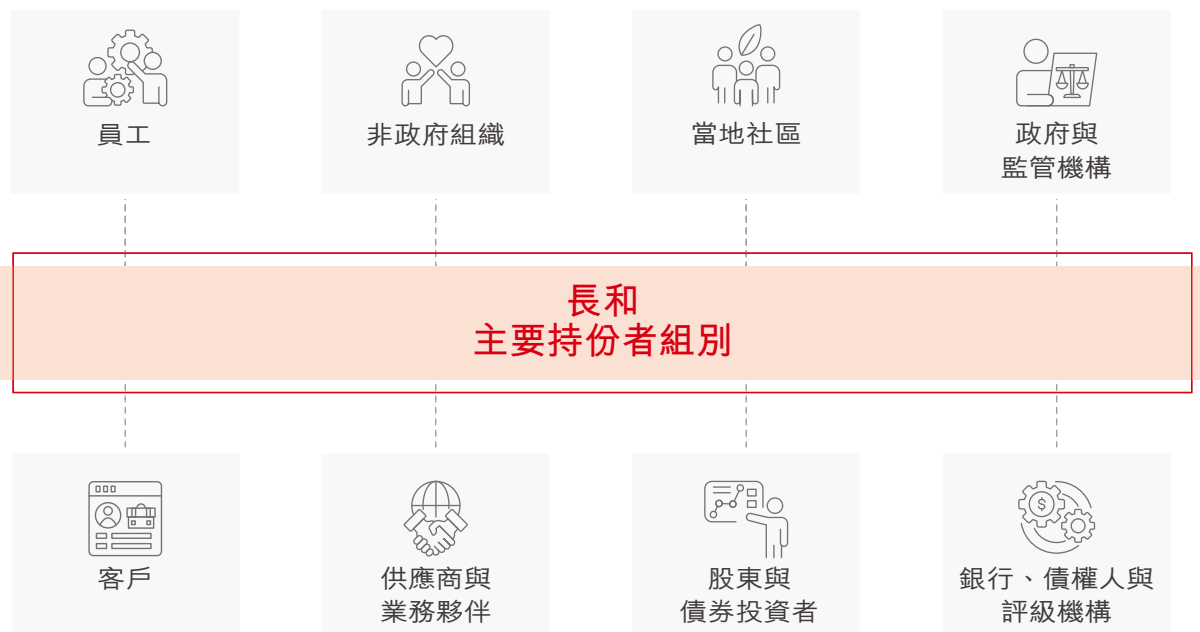 員工
非政府組織
當地社區
政府與
監管機構
長和
主要持份者組別
客戶
供應商與
業務夥伴
股東與
債券投資者
銀行、債權人與
評級機構